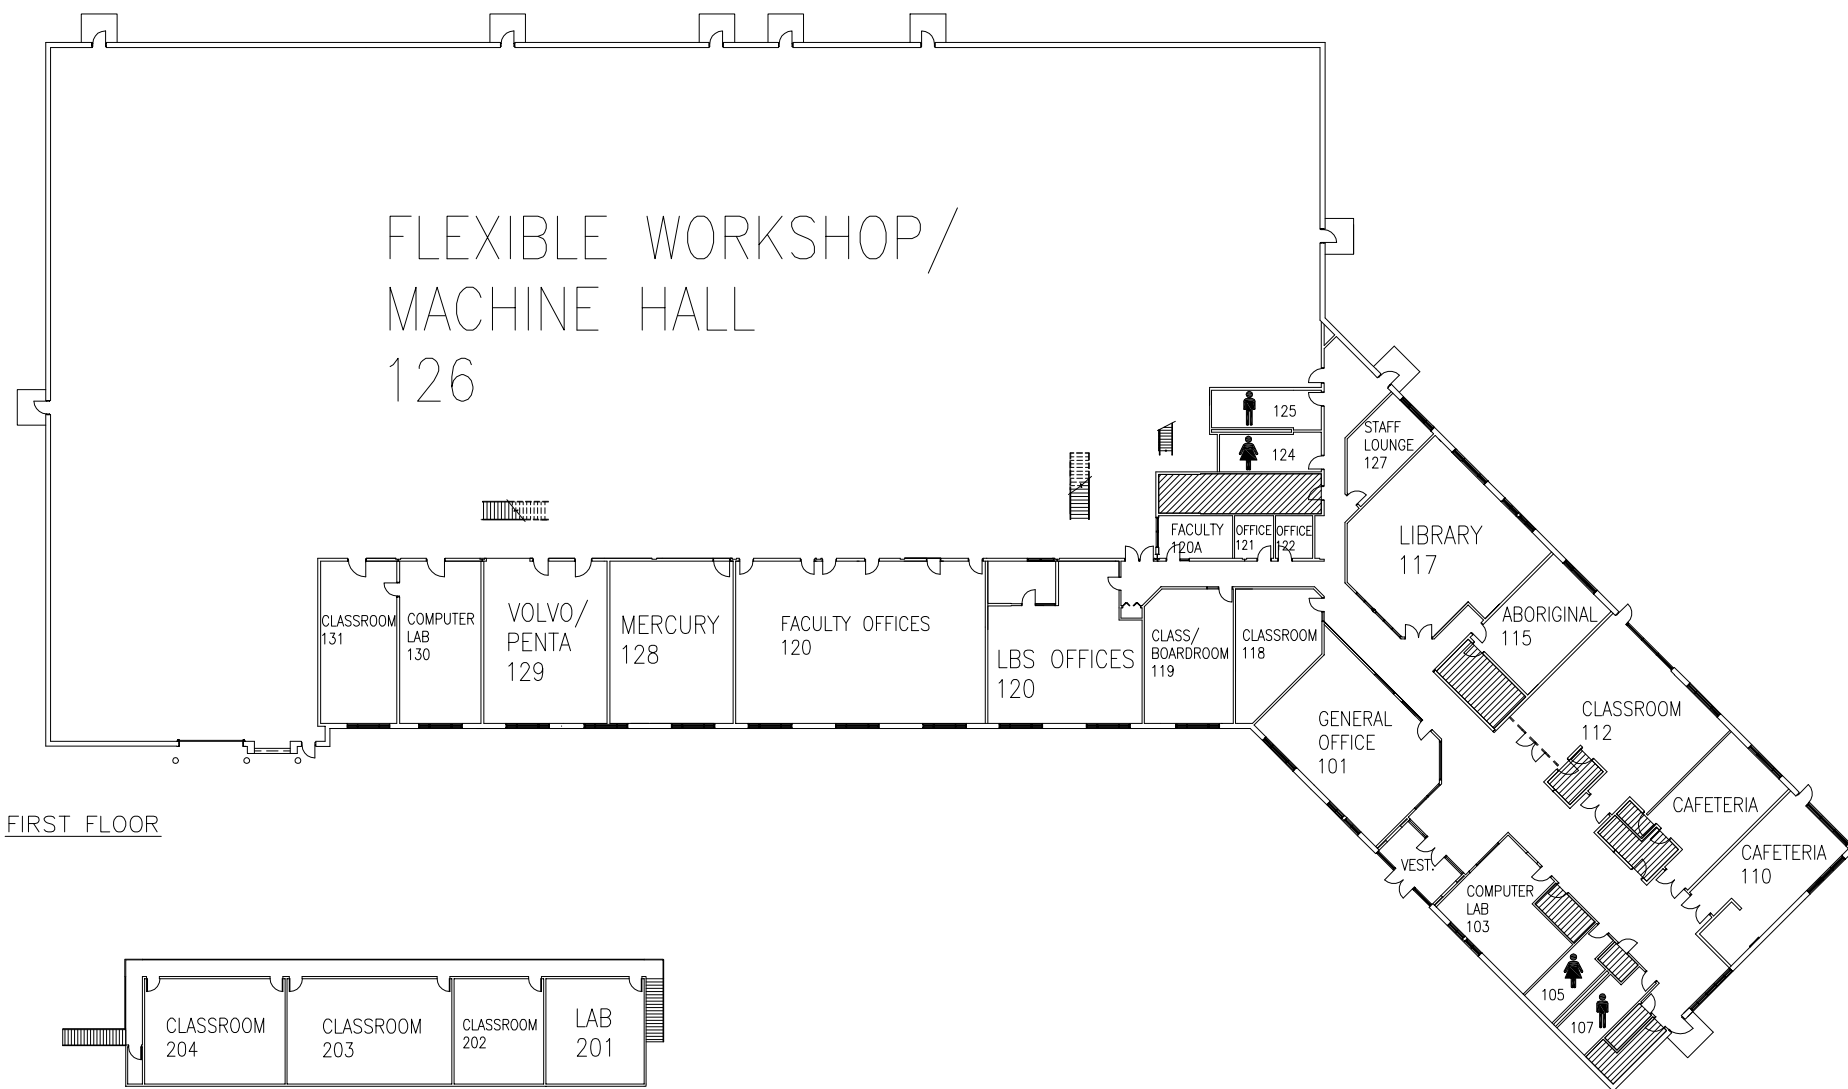 FLEXIBLE WORKSHOP/
MACHINE HALL
126
125
124
STAFF
LOUNGE
127
FACULTY
120A
OFFICE
121
OFFICE
122
LIBRARY
117
ABORIGINAL
115
CLASSROOM
131
COMPUTER
LAB
130
VOLVO/
PENTA
129
MERCURY
128
FACULTY OFFICES
120
LBS OFFICES
120
CLASS/
BOARDROOM
119
CLASSROOM
118
GENERAL
OFFICE
101
CLASSROOM
112
CAFETERIA
CAFETERIA
110
VEST.
COMPUTER
LAB
103
105
107
FIRST FLOOR
CLASSROOM
204
CLASSROOM
203
CLASSROOM
202
LAB
201